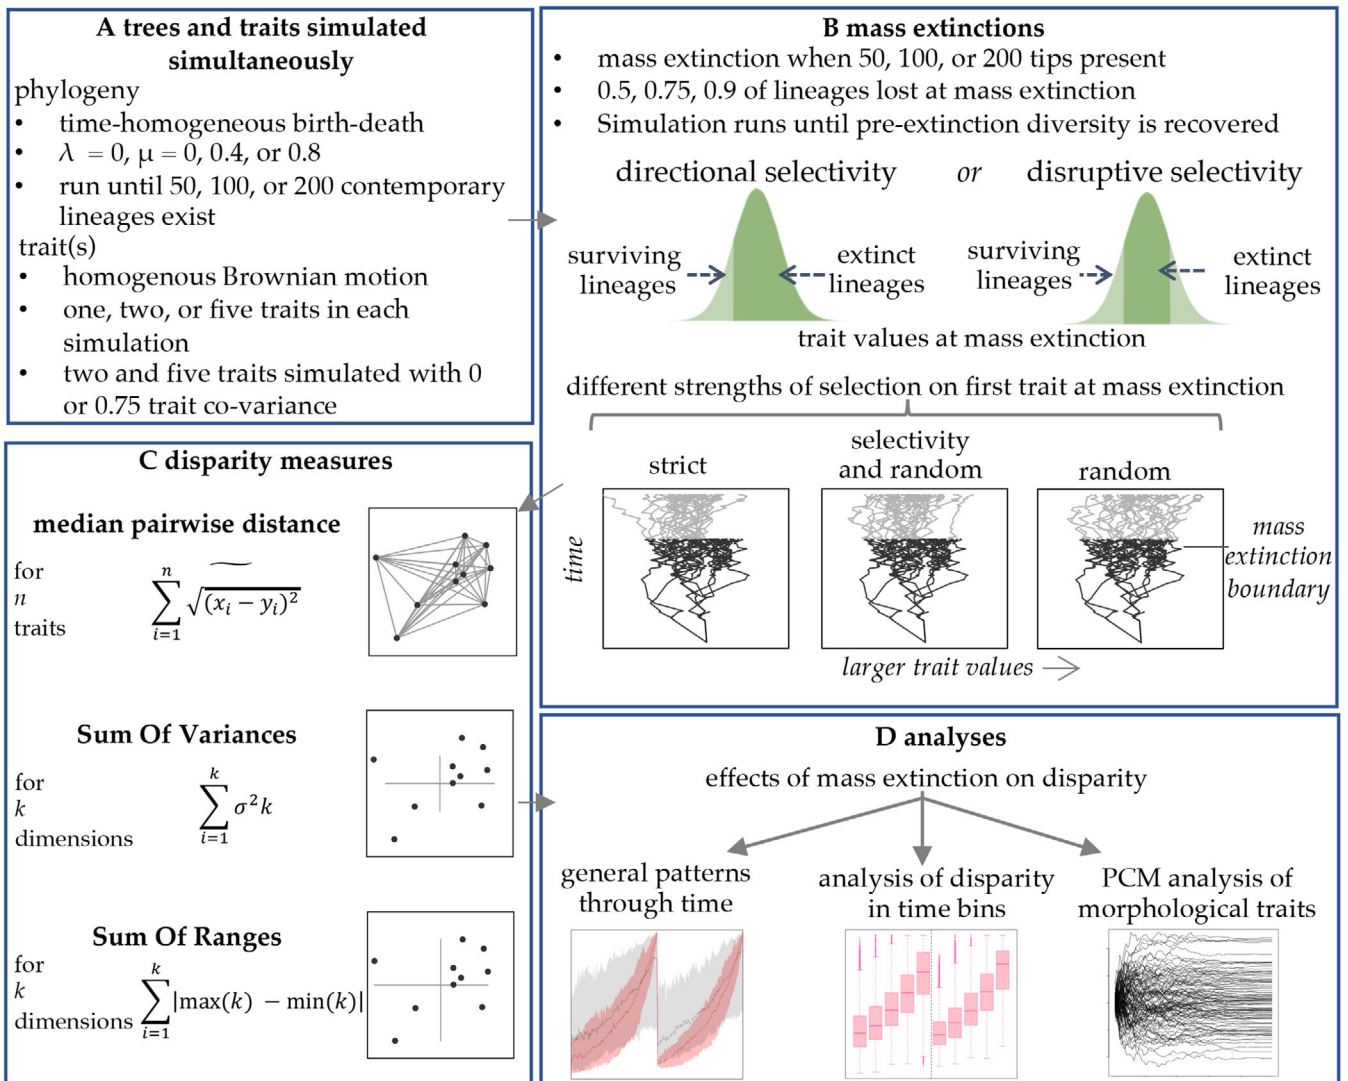 A trees and traits simulated
simultaneously
phylogeny
• time-homogeneous birth-death
• λ = 0, μ = 0, 0.4, or 0.8
• run until 50, 100, or 200 contemporary
lineages exist
trait(s)
• homogenous Brownian motion
• one, two, or five traits in each
simulation
• two and five traits simulated with 0
or 0.75 trait co-variance
B mass extinctions
• mass extinction when 50, 100, or 200 tips present
• 0.5, 0.75, 0.9 of lineages lost at mass extinction
• Simulation runs until pre-extinction diversity is recovered
directional selectivity or disruptive selectivity
surviving
lineages
extinct
lineages
surviving
lineages
extinct
lineages
trait values at mass extinction
different strengths of selection on first trait at mass extinction
strict
selectivity
and random
random
time
mass
extinction
boundary
larger trait values
C disparity measures
median pairwise distance
for
n
traits
n
∑ √(xᵢ − yᵢ)²
i=1
Sum Of Variances
for
k
dimensions
k
∑ σ²k
i=1
Sum Of Ranges
for
k
dimensions
k
∑|max(k) − min(k)|
i=1
D analyses
effects of mass extinction on disparity
general patterns
through time
analysis of disparity
in time bins
PCM analysis of
morphological traits